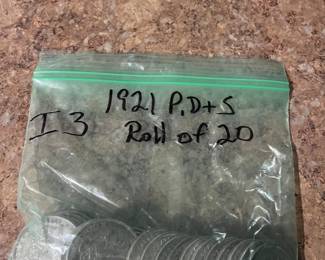 1921 P, D+S
I3 Roll of 20